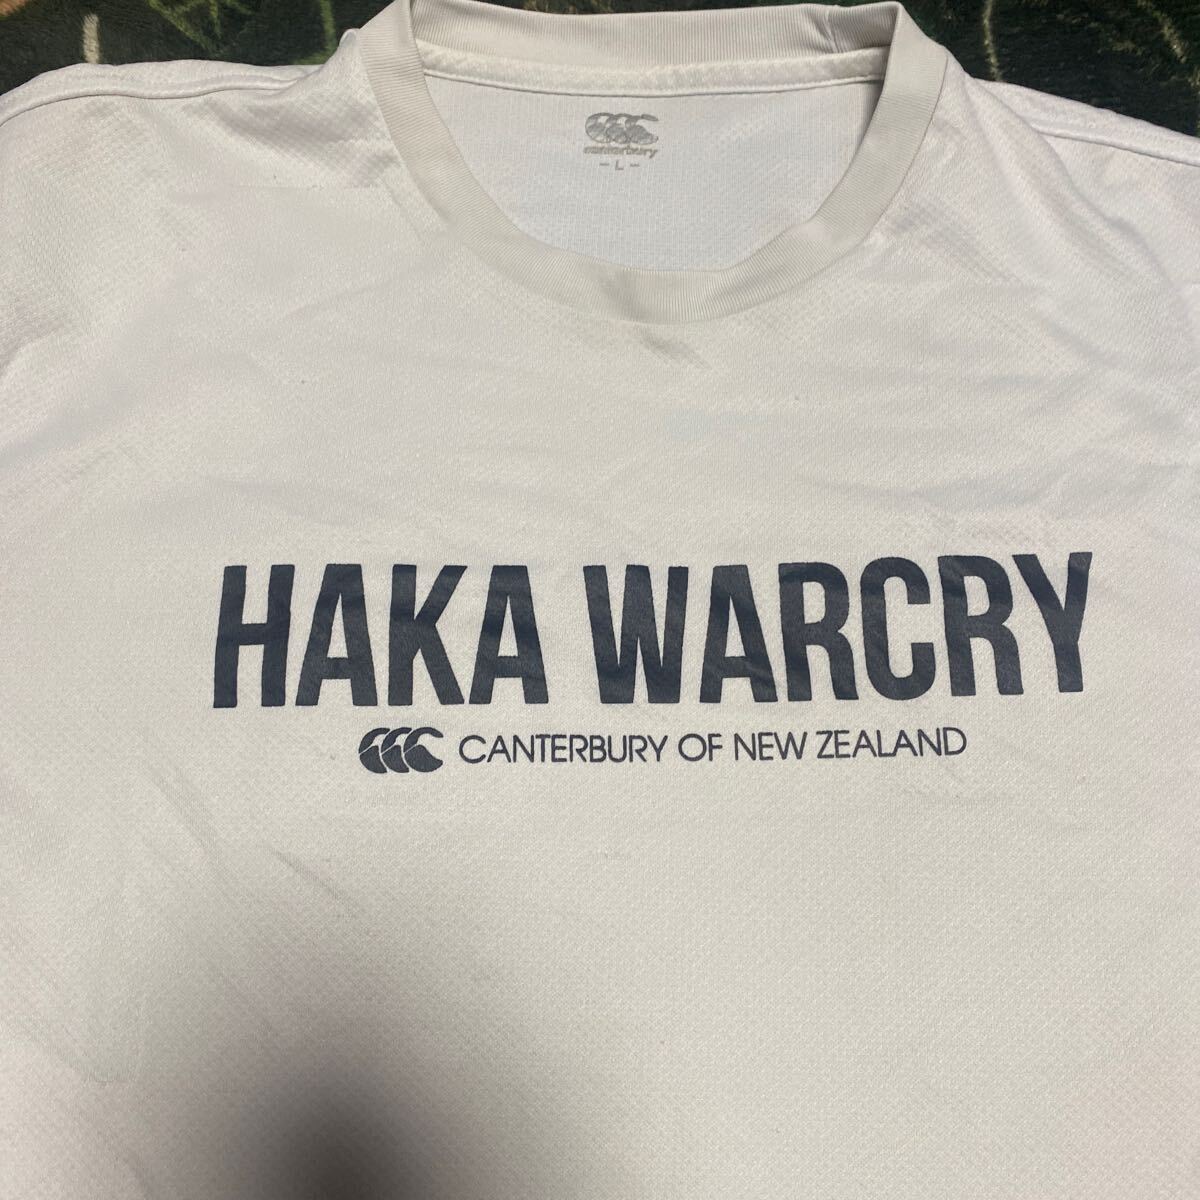 canterbury
- L -
HAKA WARCRY
CANTERBURY OF NEW ZEALAND